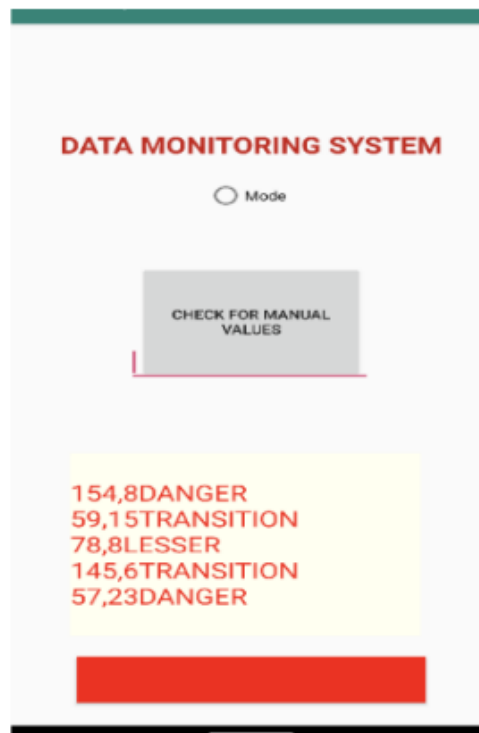 DATA MONITORING SYSTEM
Mode
CHECK FOR MANUAL
VALUES
154,8DANGER
59,15TRANSITION
78,8LESSER
145,6TRANSITION
57,23DANGER